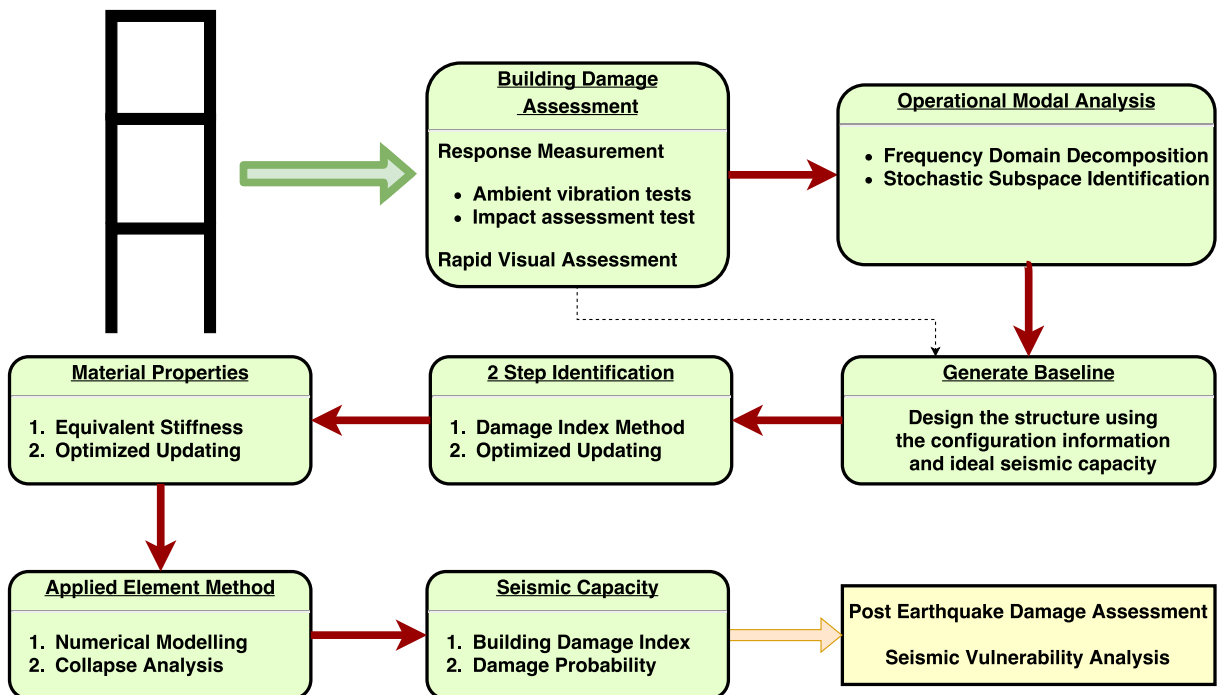 Building Damage
Assessment
Response Measurement
• Ambient vibration tests
• Impact assessment test
Rapid Visual Assessment
Operational Modal Analysis
• Frequency Domain Decomposition
• Stochastic Subspace Identification
Material Properties
1. Equivalent Stiffness
2. Optimized Updating
2 Step Identification
1. Damage Index Method
2. Optimized Updating
Generate Baseline
Design the structure using
the configuration information
and ideal seismic capacity
Applied Element Method
1. Numerical Modelling
2. Collapse Analysis
Seismic Capacity
1. Building Damage Index
2. Damage Probability
Post Earthquake Damage Assessment
Seismic Vulnerability Analysis